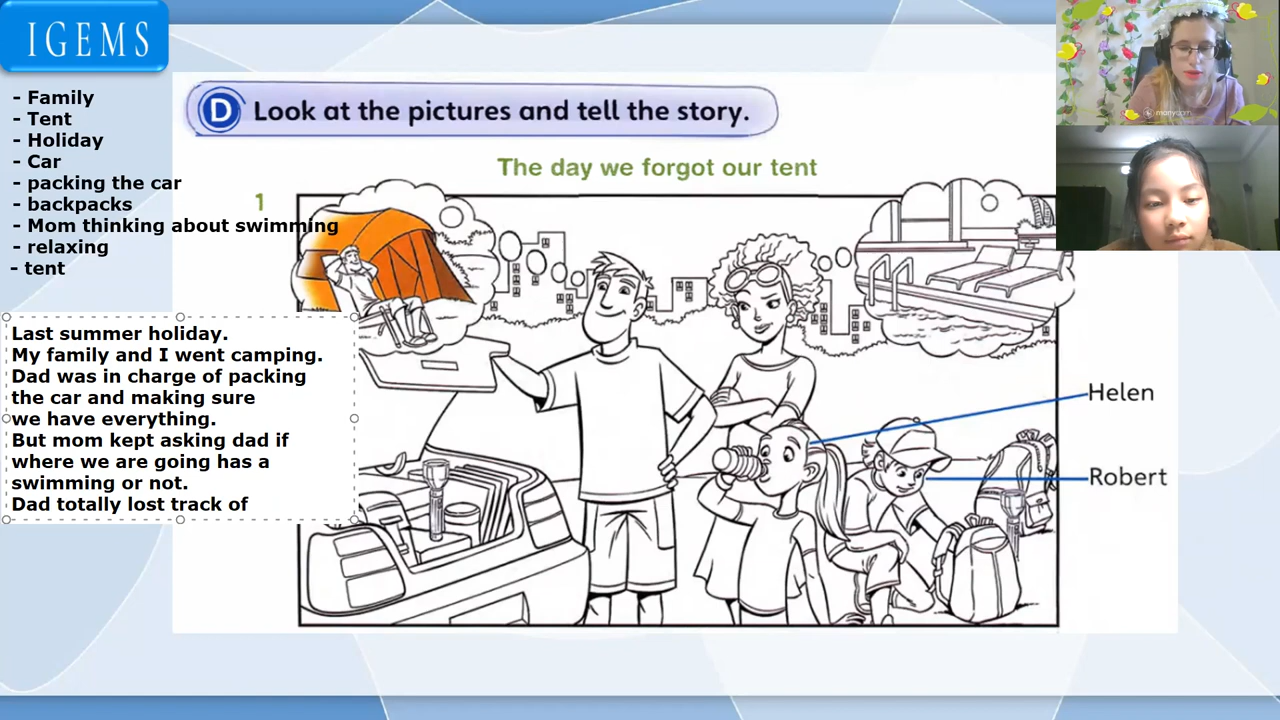 IGEMS
- Family
- Tent
- Holiday
- Car
- packing the car
- backpacks
- Mom thinking about swimming
- relaxing
- tent
Last summer holiday.
My family and I went camping.
Dad was in charge of packing
the car and making sure
we have everything.
But mom kept asking dad if
where we are going has a
swimming or not.
Dad totally lost track of
D Look at the pictures and tell the story.
The day we forgot our tent
1
Helen
Robert
manycam